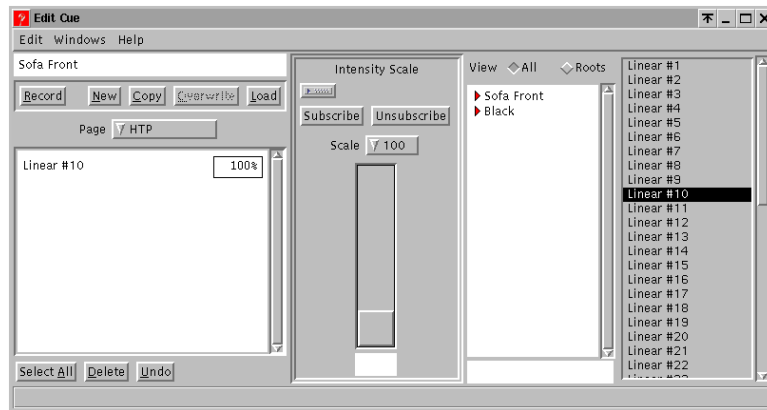 Edit Cue
Edit Windows Help
Sofa Front
Record New Copy Overwrite Load
Page HTP
Linear #10 100%
Select All Delete Undo
Intensity Scale
Subscribe Unsubscribe
Scale 100
View All Roots
Sofa Front
Black
Linear #1
Linear #2
Linear #3
Linear #4
Linear #5
Linear #6
Linear #7
Linear #8
Linear #9
Linear #10
Linear #11
Linear #12
Linear #13
Linear #14
Linear #15
Linear #16
Linear #17
Linear #18
Linear #19
Linear #20
Linear #21
Linear #22